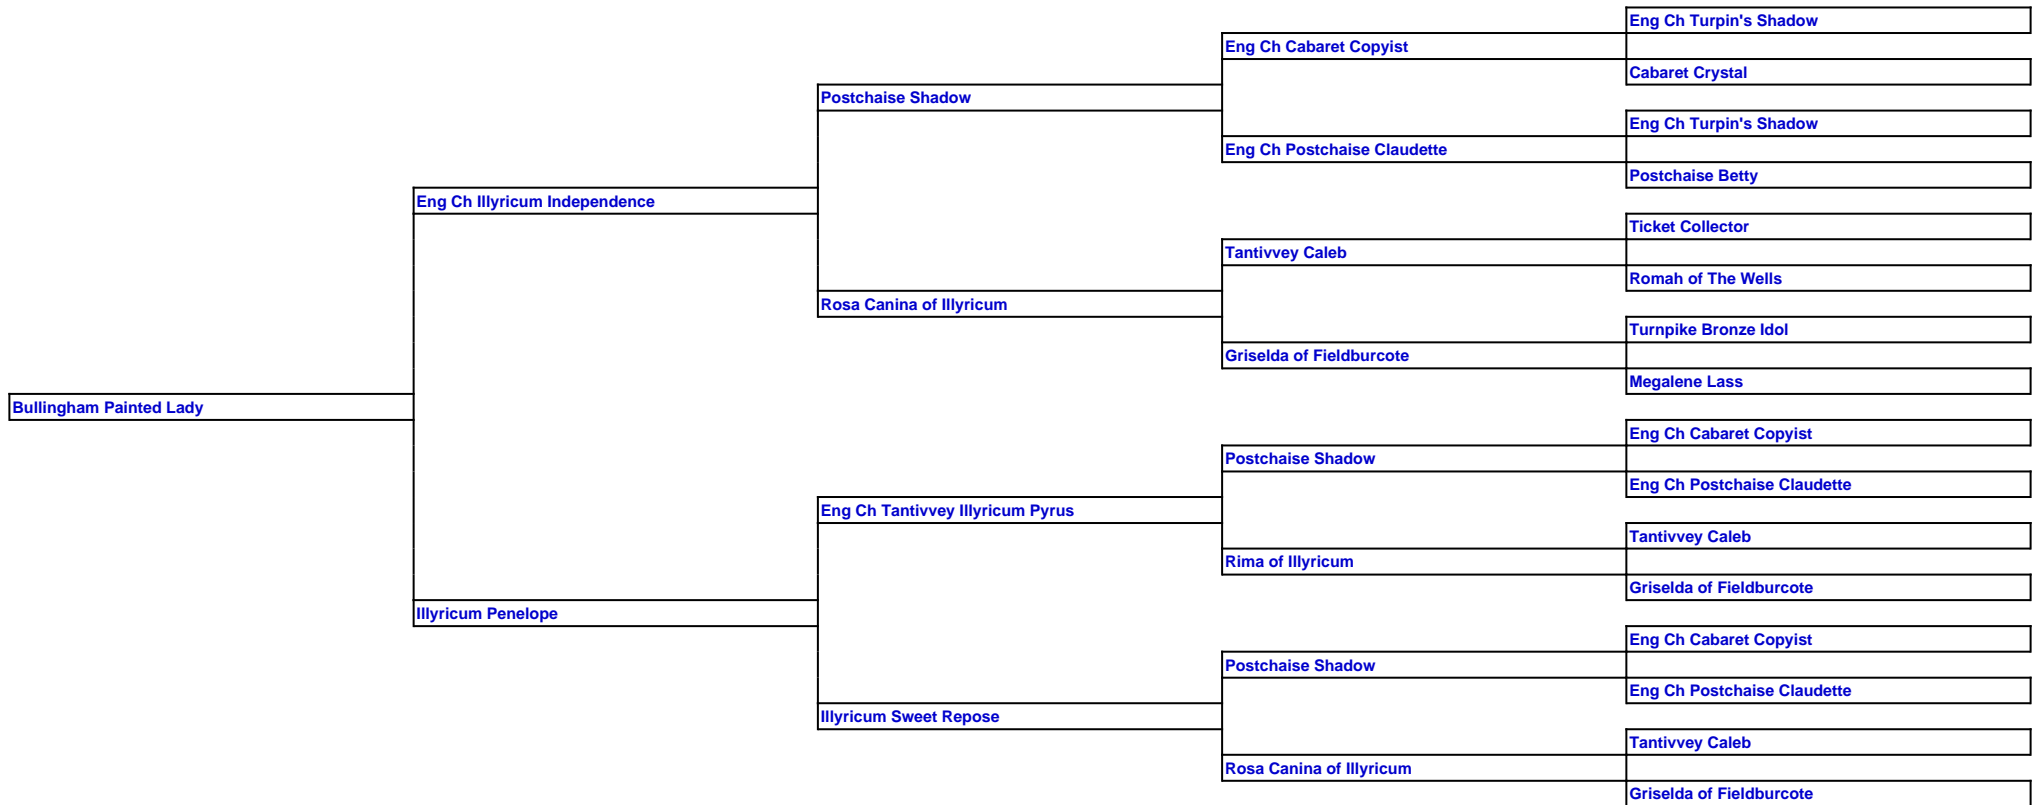 Eng Ch Turpin's Shadow
Eng Ch Cabaret Copyist
Cabaret Crystal
Postchaise Shadow
Eng Ch Turpin's Shadow
Eng Ch Postchaise Claudette
Postchaise Betty
Eng Ch Illyricum Independence
Ticket Collector
Tantivvey Caleb
Romah of The Wells
Rosa Canina of Illyricum
Turnpike Bronze Idol
Griselda of Fieldburcote
Megalene Lass
Bullingham Painted Lady
Eng Ch Cabaret Copyist
Postchaise Shadow
Eng Ch Postchaise Claudette
Eng Ch Tantivvey Illyricum Pyrus
Tantivvey Caleb
Rima of Illyricum
Griselda of Fieldburcote
Illyricum Penelope
Eng Ch Cabaret Copyist
Postchaise Shadow
Eng Ch Postchaise Claudette
Illyricum Sweet Repose
Tantivvey Caleb
Rosa Canina of Illyricum
Griselda of Fieldburcote